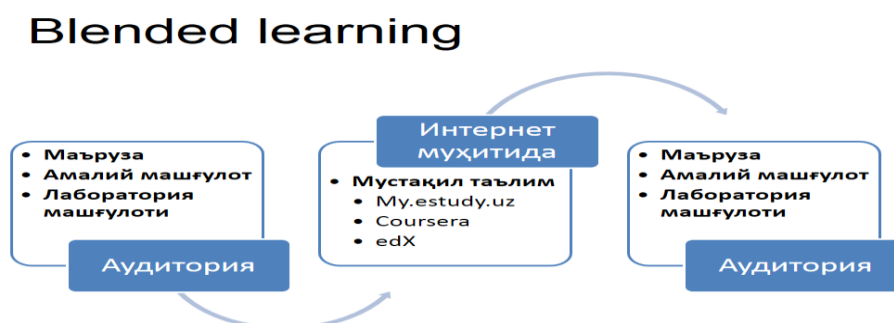 Blended learning
• Маъруза
• Амалий машғулот
• Лаборатория
машғулоти
Аудитория
Интернет
муҳитида
• Мустақил таълим
• My.estudy.uz
• Coursera
• edX
• Маъруза
• Амалий машғулот
• Лаборатория
машғулоти
Аудитория